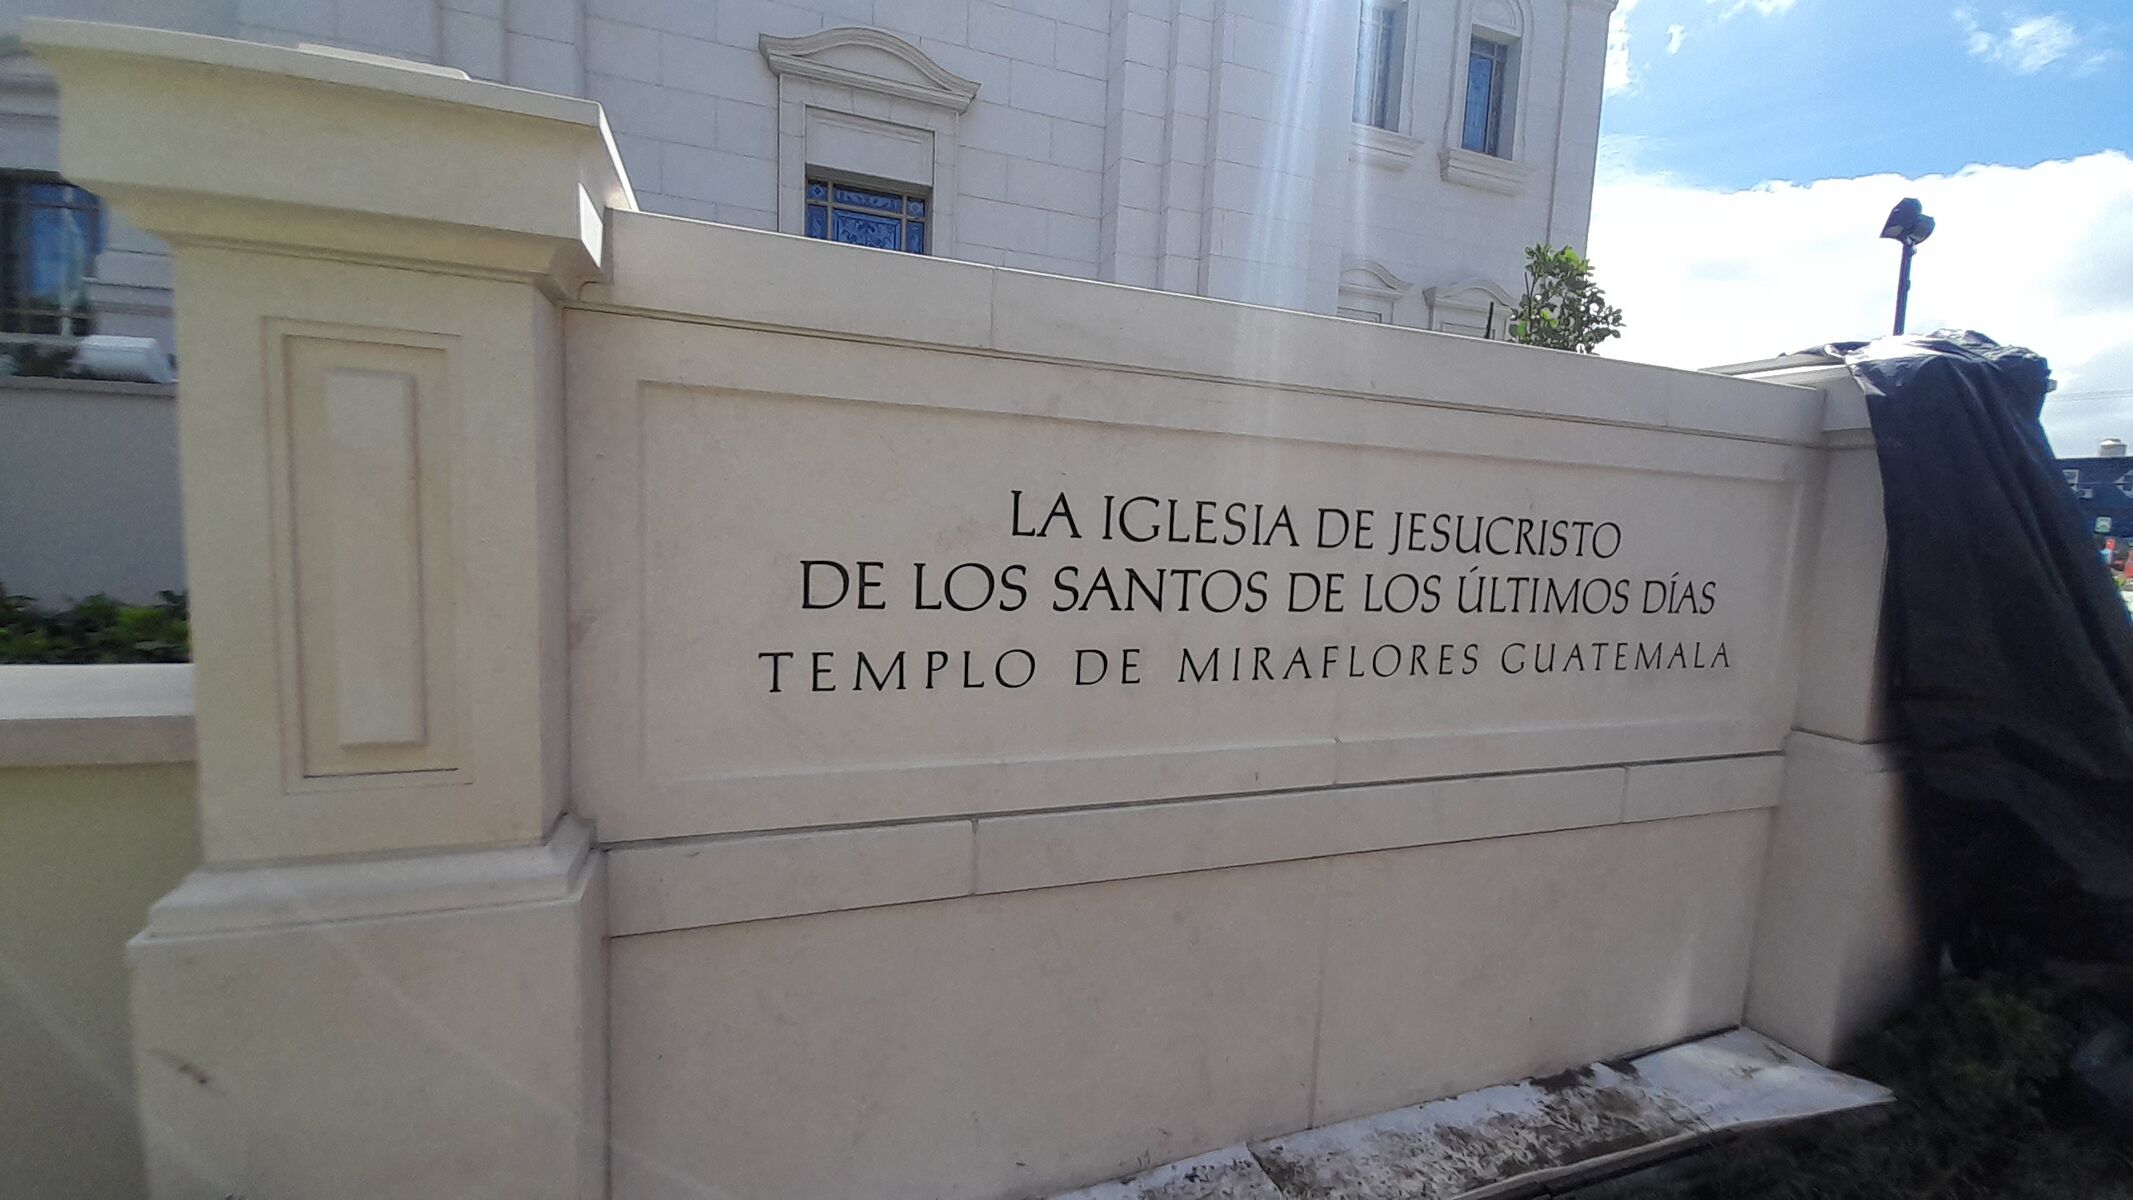 LA IGLESIA DE JESUCRISTO
DE LOS SANTOS DE LOS ÚLTIMOS DÍAS
TEMPLO DE MIRAFLORES GUATEMALA